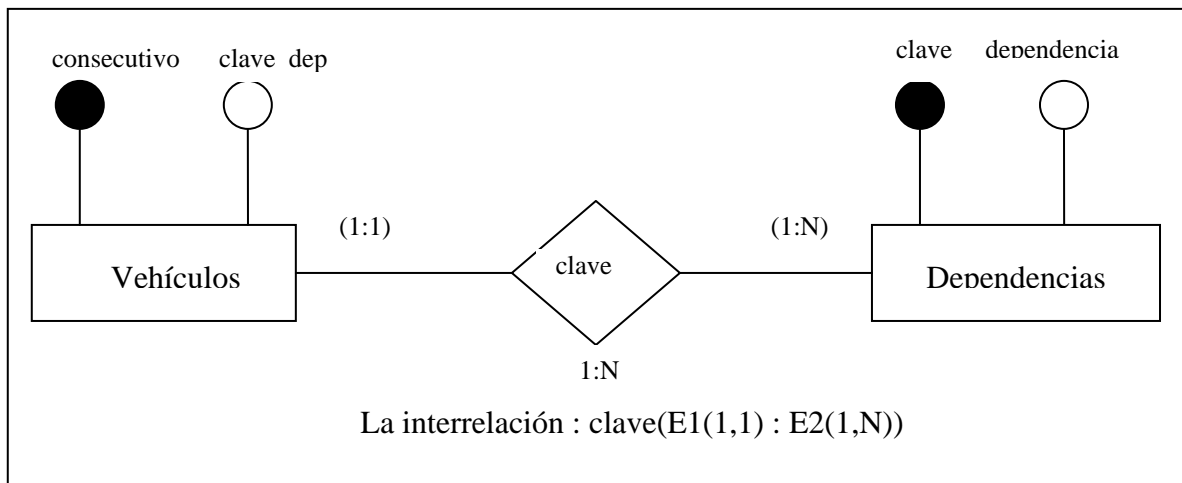 consecutivo clave dep
clave dependencia
(1:1)
(1:N)
Vehículos
clave
Dependencias
1:N
La interrelación : clave(E1(1,1) : E2(1,N))